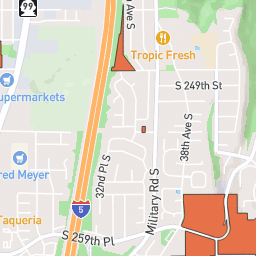 99
Ave S
Tropic Fresh
S 249th St
upermarkets
38th Ave S
red Meyer
32nd Pl S
Military Rd S
5
Taqueria
S 259th Pl